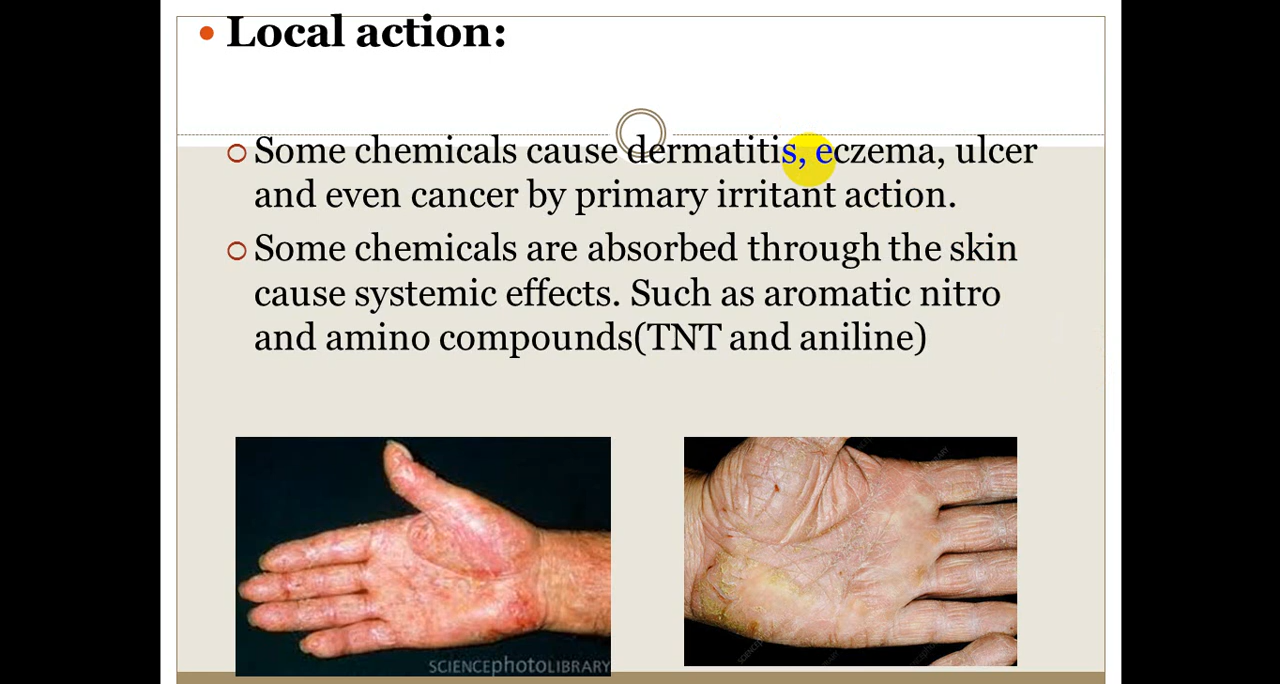 Local action:
Some chemicals cause dermatitis, eczema, ulcer
and even cancer by primary irritant action.
Some chemicals are absorbed through the skin
cause systemic effects. Such as aromatic nitro
and amino compounds(TNT and aniline)
SCIENCEphotoLIBRARY